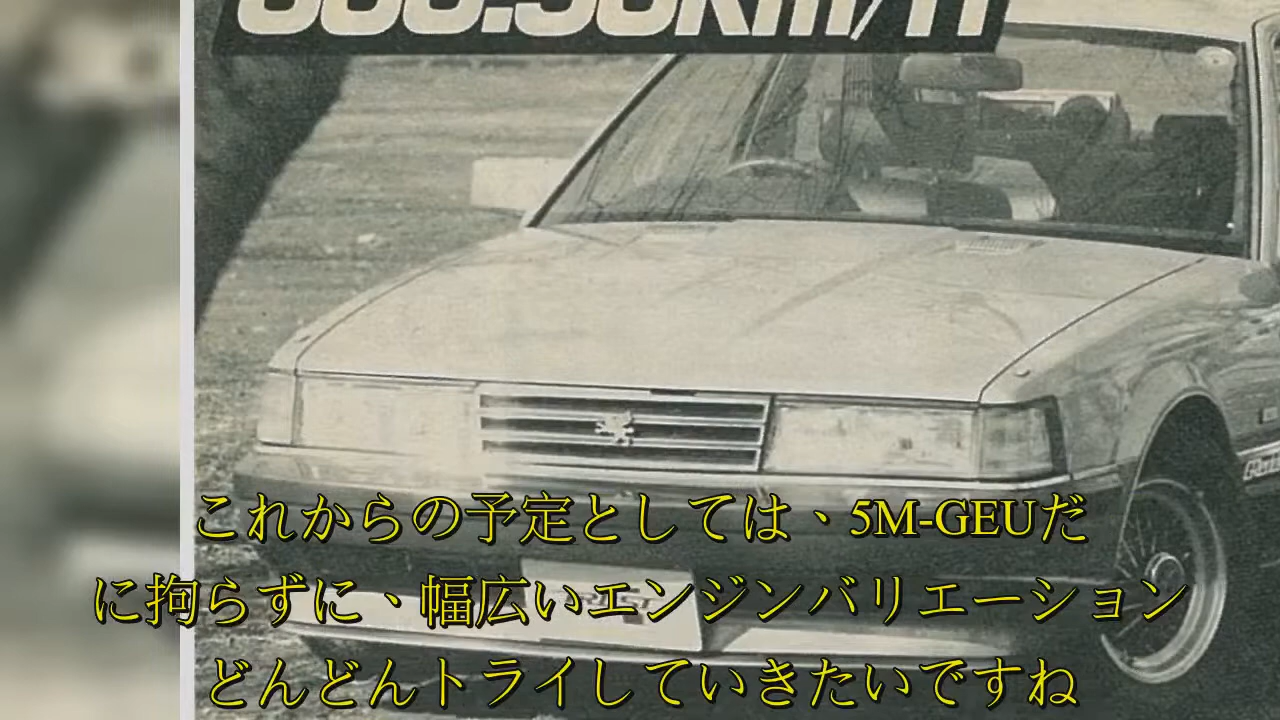 これからの予定としては、5M-GEUだ
に拘らずに、幅広いエンジンバリエーション
どんどんトライしていきたいですね